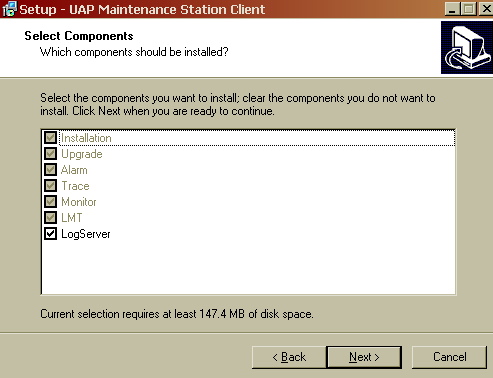 Setup - UAP Maintenance Station Client
Select Components
Which components should be installed?
Select the components you want to install; clear the components you do not want to
install. Click Next when you are ready to continue.
Installation
Upgrade
Alarm
Trace
Monitor
LMT
LogServer
Current selection requires at least 147.4 MB of disk space.
< Back
Next >
Cancel